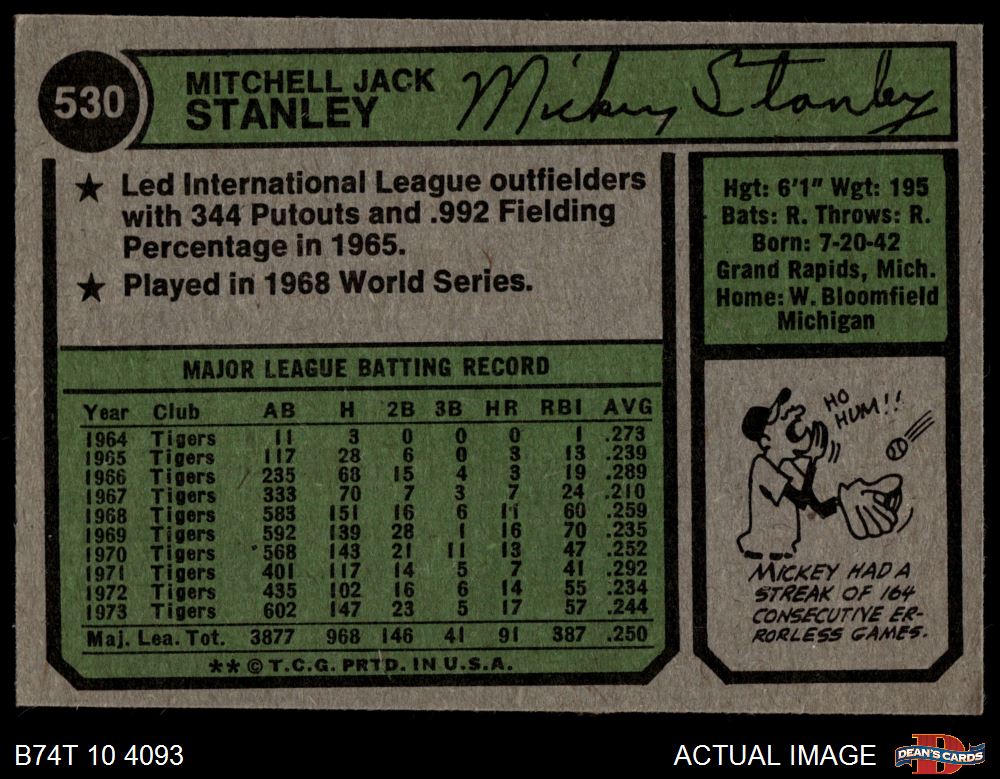 530
MITCHELL JACK
STANLEY
Mickey Stanley
★ Led International League outfielders
with 344 Putouts and .992 Fielding
Percentage in 1965.
★ Played in 1968 World Series.
Hgt: 6'1" Wgt: 195
Bats: R. Throws: R.
Born: 7-20-42
Grand Rapids, Mich.
Home: W. Bloomfield
Michigan
MAJOR LEAGUE BATTING RECORD
Year Club AB H 2B 3B HR RBI AVG
1964 Tigers 11 3 0 0 0 1 .273
1965 Tigers 117 28 6 0 3 13 .239
1966 Tigers 235 68 15 4 3 19 .289
1967 Tigers 333 70 7 3 7 24 .210
1968 Tigers 583 151 16 6 11 60 .259
1969 Tigers 592 139 28 1 16 70 .235
1970 Tigers 568 143 21 11 13 47 .252
1971 Tigers 401 117 14 5 7 41 .292
1972 Tigers 435 102 16 6 14 55 .234
1973 Tigers 602 147 23 5 17 57 .244
Maj. Lea. Tot. 3877 968 146 41 91 387 .250
** © T.C.G. PRTD. IN U.S.A.
HO
HUM!!
MICKEY HAD A
STREAK OF 164
CONSECUTIVE ER-
RORLESS GAMES.
B74T 10 4093
ACTUAL IMAGE
DEAN'S CARDS